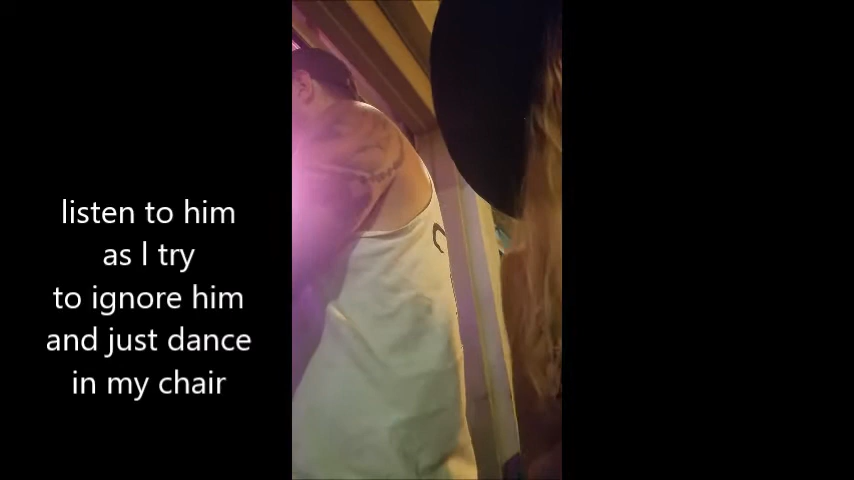 listen to him
as I try
to ignore him
and just dance
in my chair